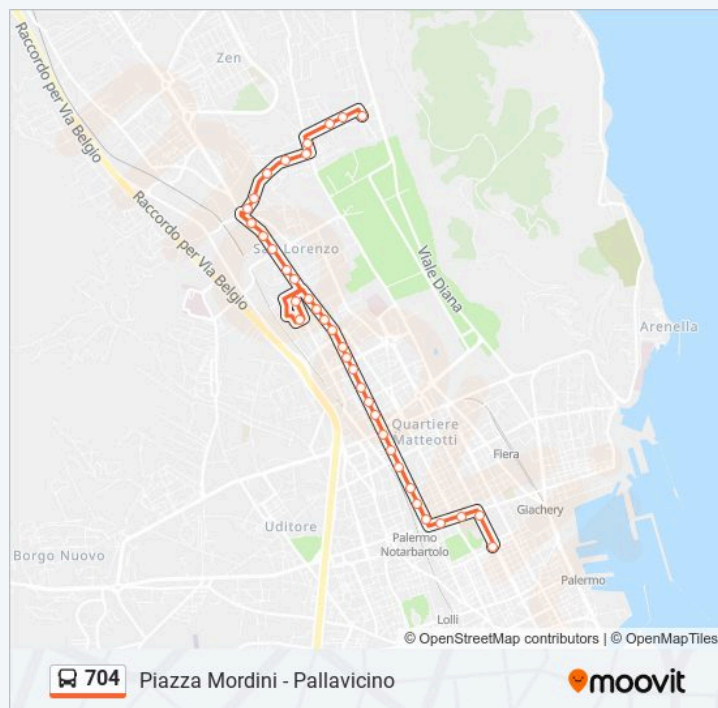 Zen
Raccordo per Via Belgio
Raccordo per Via Belgio
San Lorenzo
Viale Diana
Arenella
Quartiere
Matteotti
Fiera
Giachery
Uditore
Palermo
Notarbartolo
Borgo Nuovo
Palermo
Lolli
© OpenStreetMap contributors | © OpenMapTiles
704 Piazza Mordini - Pallavicino
moovit